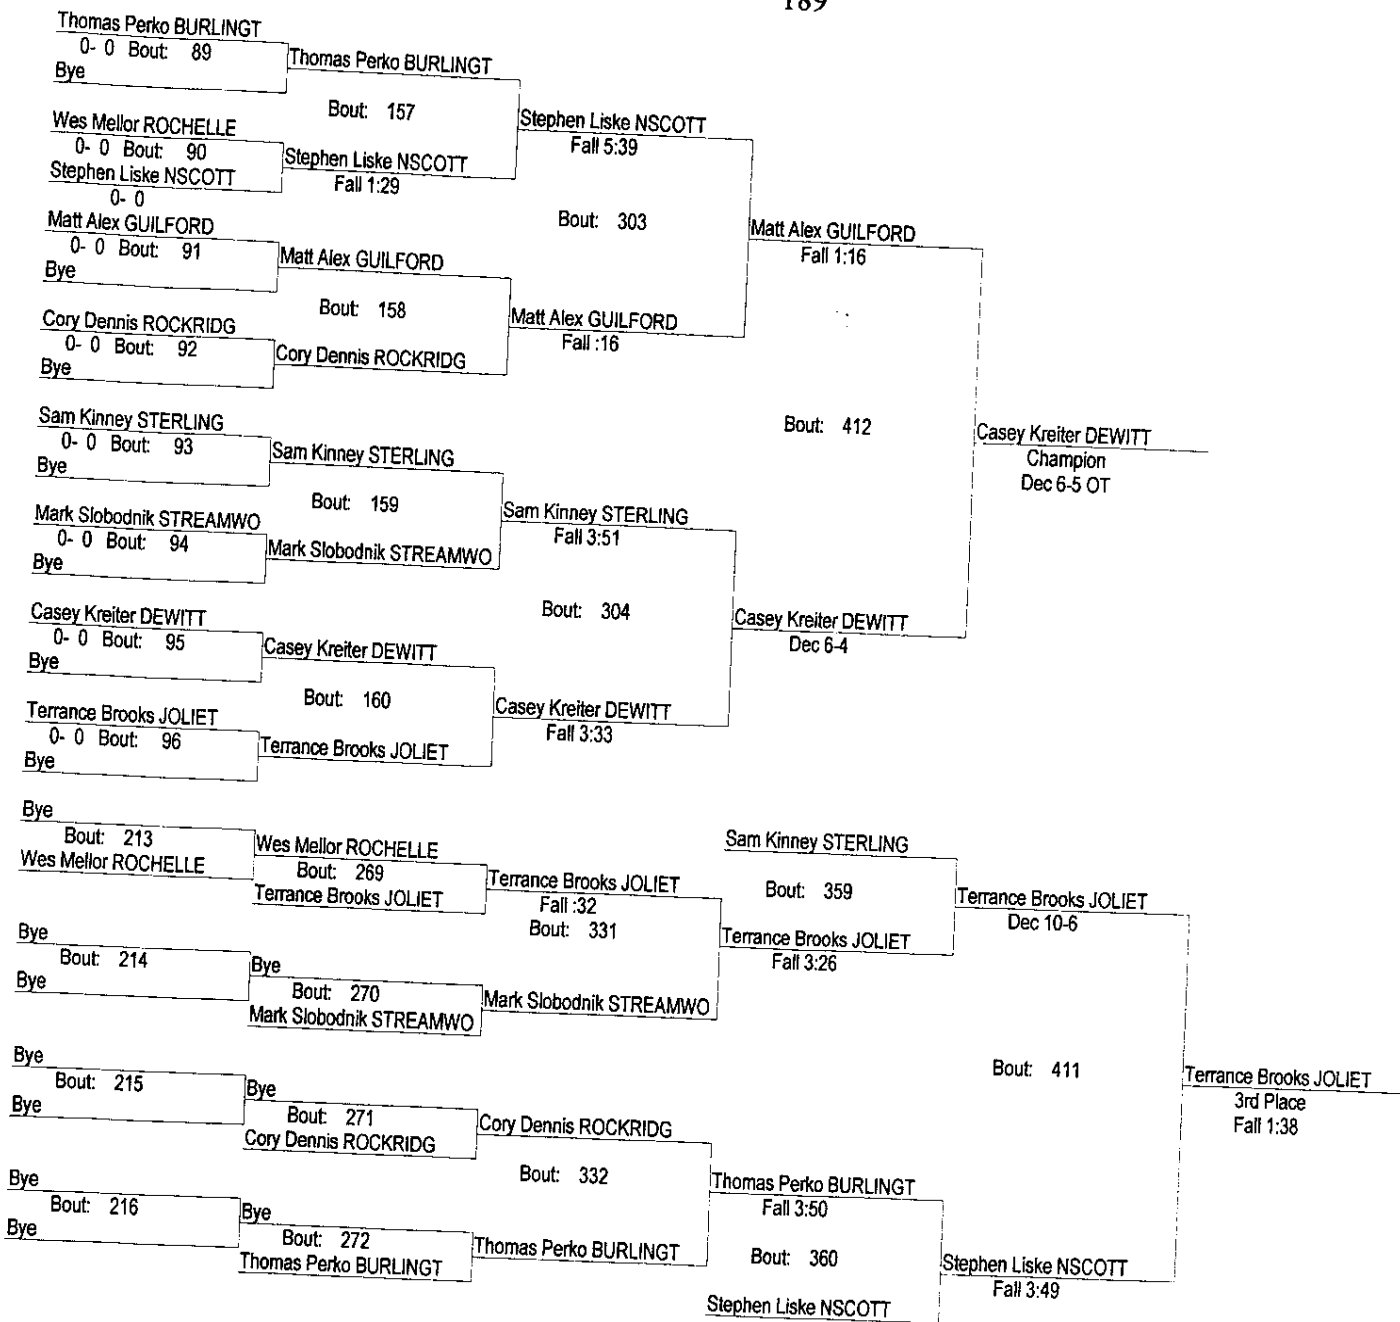 189
Thomas Perko BURLINGT
0- 0 Bout: 89
Bye
Thomas Perko BURLINGT
Bout: 157
Wes Mellor ROCHELLE
0- 0 Bout: 90
Stephen Liske NSCOTT
0- 0
Stephen Liske NSCOTT
Fall 1:29
Stephen Liske NSCOTT
Fall 5:39
Bout: 303
Matt Alex GUILFORD
0- 0 Bout: 91
Bye
Matt Alex GUILFORD
Bout: 158
Cory Dennis ROCKRIDG
0- 0 Bout: 92
Bye
Cory Dennis ROCKRIDG
Matt Alex GUILFORD
Fall :16
Matt Alex GUILFORD
Fall 1:16
Bout: 412
Sam Kinney STERLING
0- 0 Bout: 93
Bye
Sam Kinney STERLING
Bout: 159
Mark Slobodnik STREAMWO
0- 0 Bout: 94
Bye
Mark Slobodnik STREAMWO
Sam Kinney STERLING
Fall 3:51
Bout: 304
Casey Kreiter DEWITT
0- 0 Bout: 95
Bye
Casey Kreiter DEWITT
Bout: 160
Terrance Brooks JOLIET
0- 0 Bout: 96
Bye
Terrance Brooks JOLIET
Casey Kreiter DEWITT
Fall 3:33
Casey Kreiter DEWITT
Dec 6-4
Casey Kreiter DEWITT
Champion
Dec 6-5 OT
Bye
Bout: 213
Wes Mellor ROCHELLE
Wes Mellor ROCHELLE
Bout: 269
Terrance Brooks JOLIET
Terrance Brooks JOLIET
Fall :32
Bout: 331
Bye
Bout: 214
Bye
Bye
Bout: 270
Mark Slobodnik STREAMWO
Mark Slobodnik STREAMWO
Sam Kinney STERLING
Bout: 359
Terrance Brooks JOLIET
Fall 3:26
Terrance Brooks JOLIET
Dec 10-6
Bout: 411
Bye
Bout: 215
Bye
Bye
Bout: 271
Cory Dennis ROCKRIDG
Cory Dennis ROCKRIDG
Bout: 332
Bye
Bout: 216
Bye
Bye
Bout: 272
Thomas Perko BURLINGT
Thomas Perko BURLINGT
Thomas Perko BURLINGT
Fall 3:50
Bout: 360
Stephen Liske NSCOTT
Stephen Liske NSCOTT
Fall 3:49
Terrance Brooks JOLIET
3rd Place
Fall 1:38